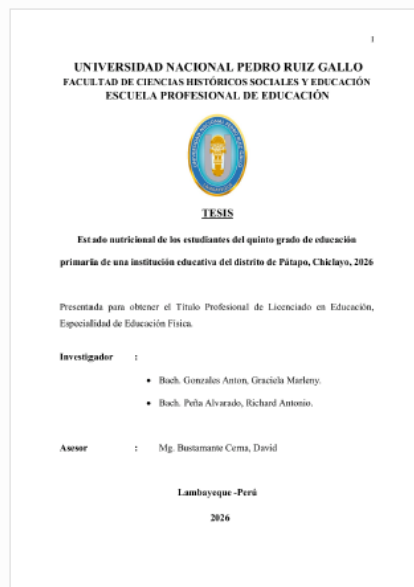 1
UNIVERSIDAD NACIONAL PEDRO RUIZ GALLO
FACULTAD DE CIENCIAS HISTÓRICOS SOCIALES Y EDUCACIÓN
ESCUELA PROFESIONAL DE EDUCACIÓN
TESIS
Estado nutricional de los estudiantes del quinto grado de educación
primaria de una institución educativa del distrito de Pátapo, Chiclayo, 2026
Presentada para obtener el Título Profesional de Licenciado en Educación,
Especialidad de Educación Física.
Investigador :
• Bach. Gonzales Anton, Graciela Marleny.
• Bach. Peña Alvarado, Richard Antonio.
Asesor : Mg. Bustamante Cerna, David
Lambayeque -Perú
2026